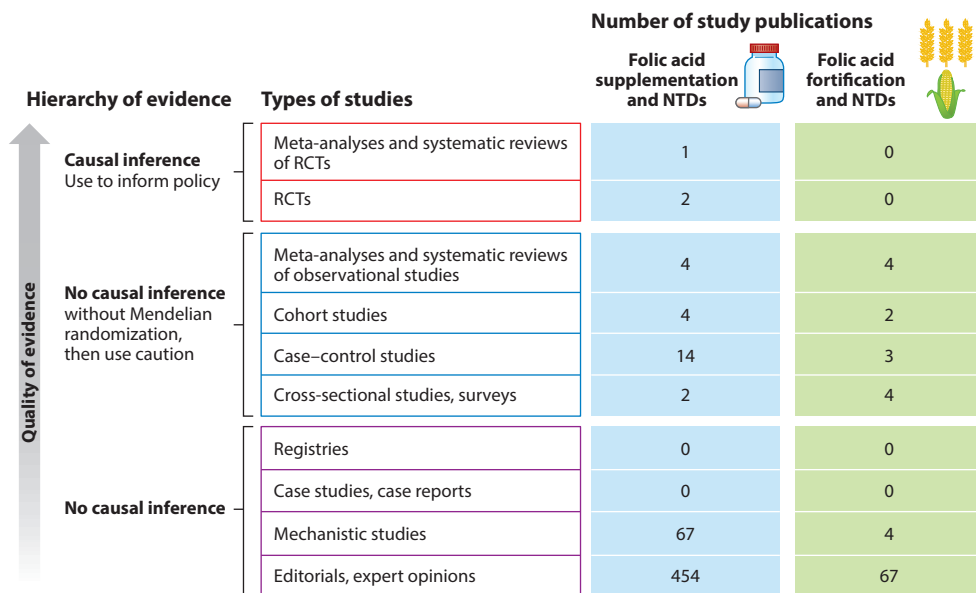 Number of study publications
Hierarchy of evidence
Types of studies
Folic acid
supplementation
and NTDs
Folic acid
fortification
and NTDs
Quality of evidence
Causal inference
Use to inform policy
Meta-analyses and systematic reviews
of RCTs
1
0
RCTs
2
0
No causal inference
without Mendelian
randomization,
then use caution
Meta-analyses and systematic reviews
of observational studies
4
4
Cohort studies
4
2
Case–control studies
14
3
Cross-sectional studies, surveys
2
4
No causal inference
Registries
0
0
Case studies, case reports
0
0
Mechanistic studies
67
4
Editorials, expert opinions
454
67